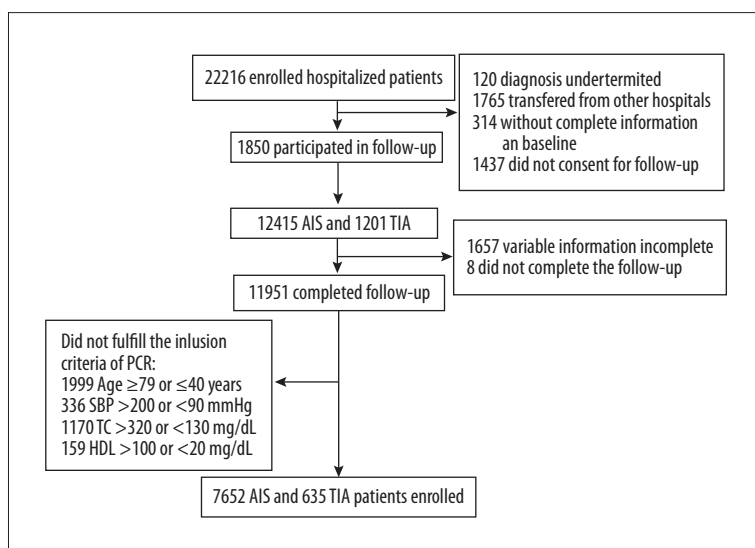 22216 enrolled hospitalized patients
120 diagnosis undertermited
1765 transfered from other hospitals
314 without complete information
an baseline
1437 did not consent for follow-up
1850 participated in follow-up
12415 AIS and 1201 TIA
1657 variable information incomplete
8 did not complete the follow-up
11951 completed follow-up
Did not fulfill the inlusion
criteria of PCR:
1999 Age ≥79 or ≤40 years
336 SBP >200 or <90 mmHg
1170 TC >320 or <130 mg/dL
159 HDL >100 or <20 mg/dL
7652 AIS and 635 TIA patients enrolled